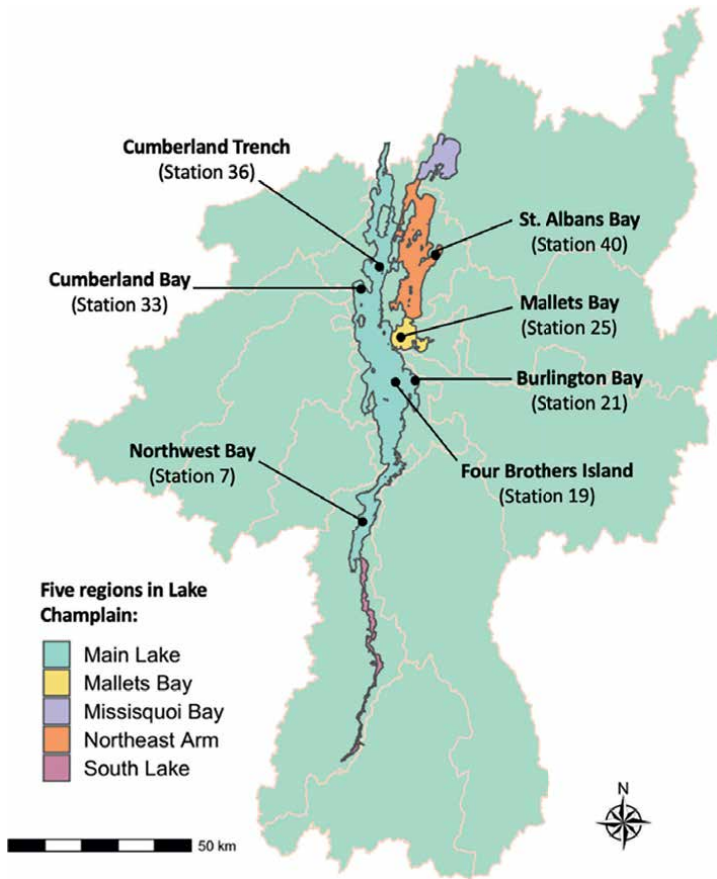 Cumberland Trench
(Station 36)
St. Albans Bay
(Station 40)
Cumberland Bay
(Station 33)
Mallets Bay
(Station 25)
Burlington Bay
(Station 21)
Northwest Bay
(Station 7)
Four Brothers Island
(Station 19)
Five regions in Lake
Champlain:
Main Lake
Mallets Bay
Missisquoi Bay
Northeast Arm
South Lake
N
50 km